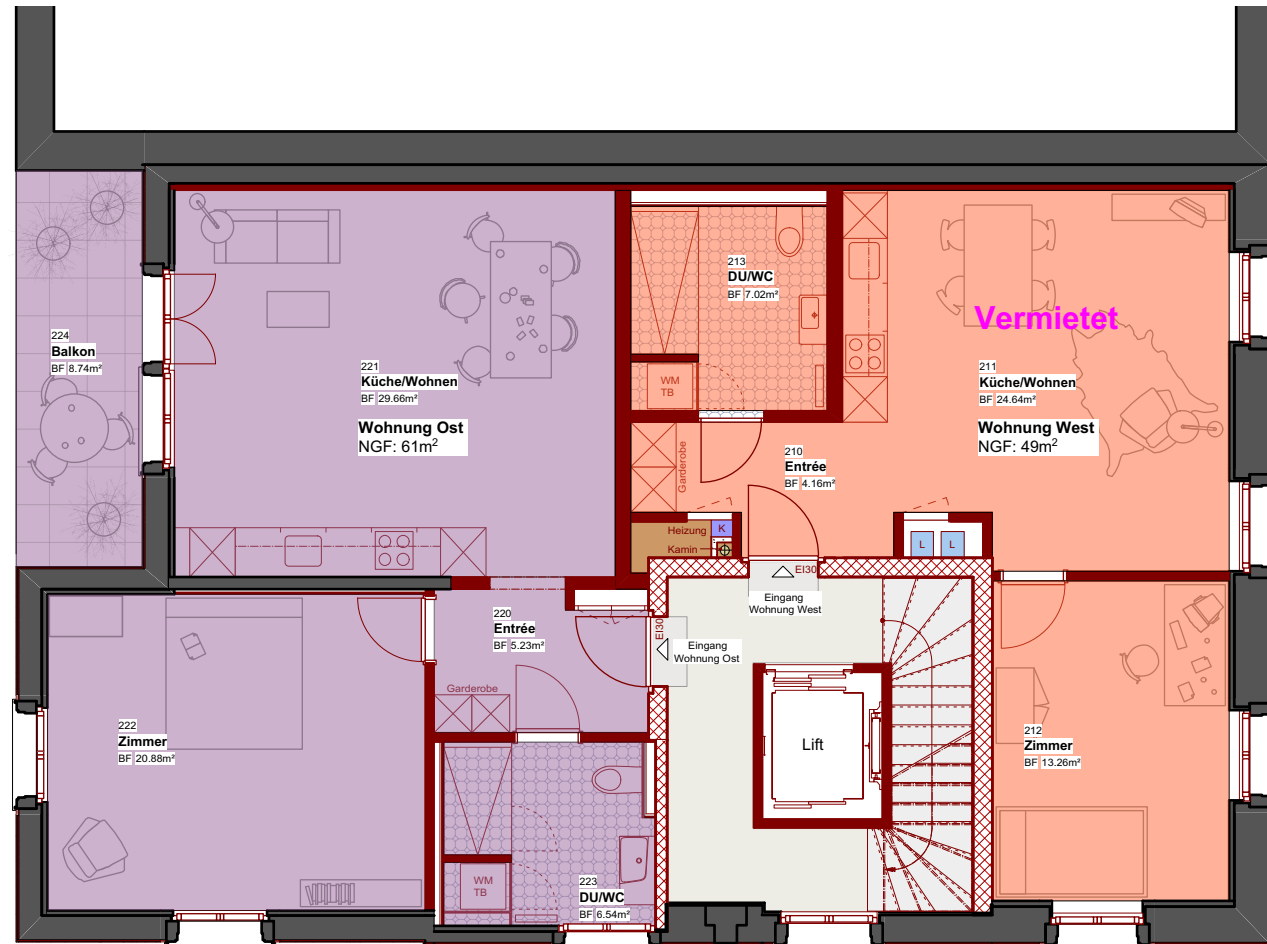 213
DU/WC
BF 7.02m²
Vermietet
224
Balkon
BF 8.74m²
221
Küche/Wohnen
BF 29.66m²
Wohnung Ost
NGF: 61m²
211
Küche/Wohnen
BF 24.64m²
Wohnung West
NGF: 49m²
WM
TB
Garderobe
210
Entrée
BF 4.16m²
Heizung
K
Kamin
L
L
EI30
Eingang
Wohnung West
220
Entrée
BF 5.23m²
EI30
Eingang
Wohnung Ost
Garderobe
222
Zimmer
BF 20.88m²
Lift
212
Zimmer
BF 13.26m²
WM
TB
223
DU/WC
BF 6.54m²